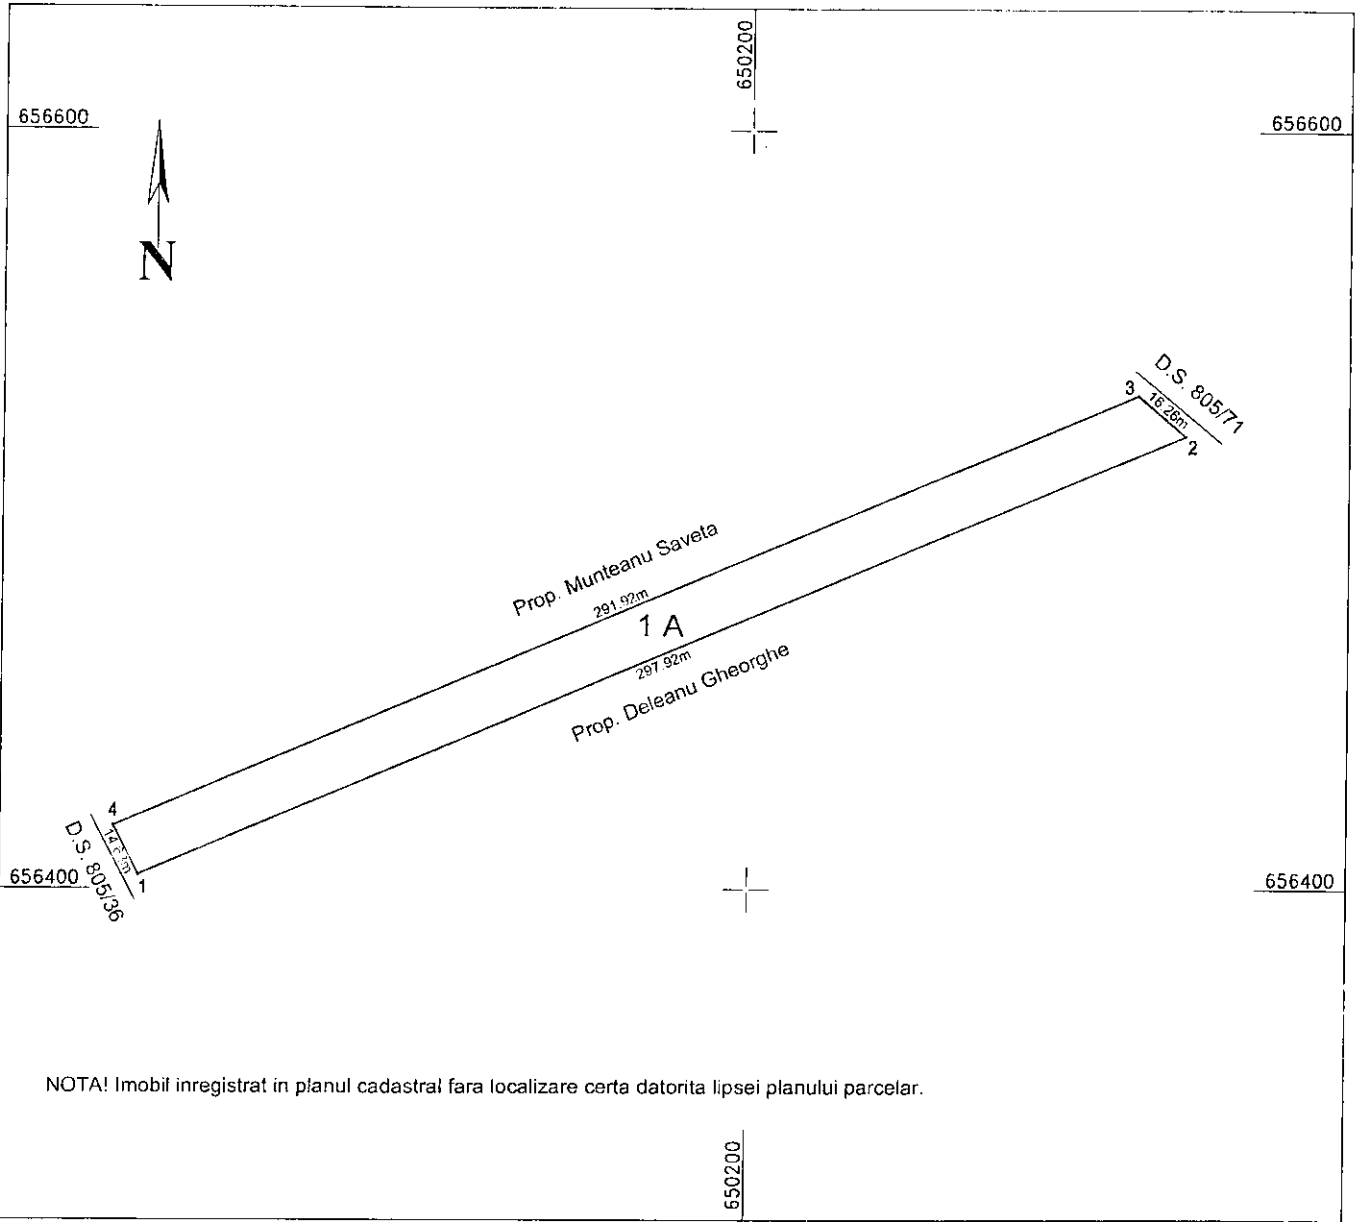 650200
656600
656600
N
D.S. 805/71
3
16.26m
2
Prop. Munteanu Saveta
291.92m
1 A
297.92m
Prop. Deleanu Gheorghe
4
D.S. 805/36
1
656400
656400
NOTA! Imobil inregistrat in planul cadastral fara localizare certa datorita lipsei planului parcelar.
650200